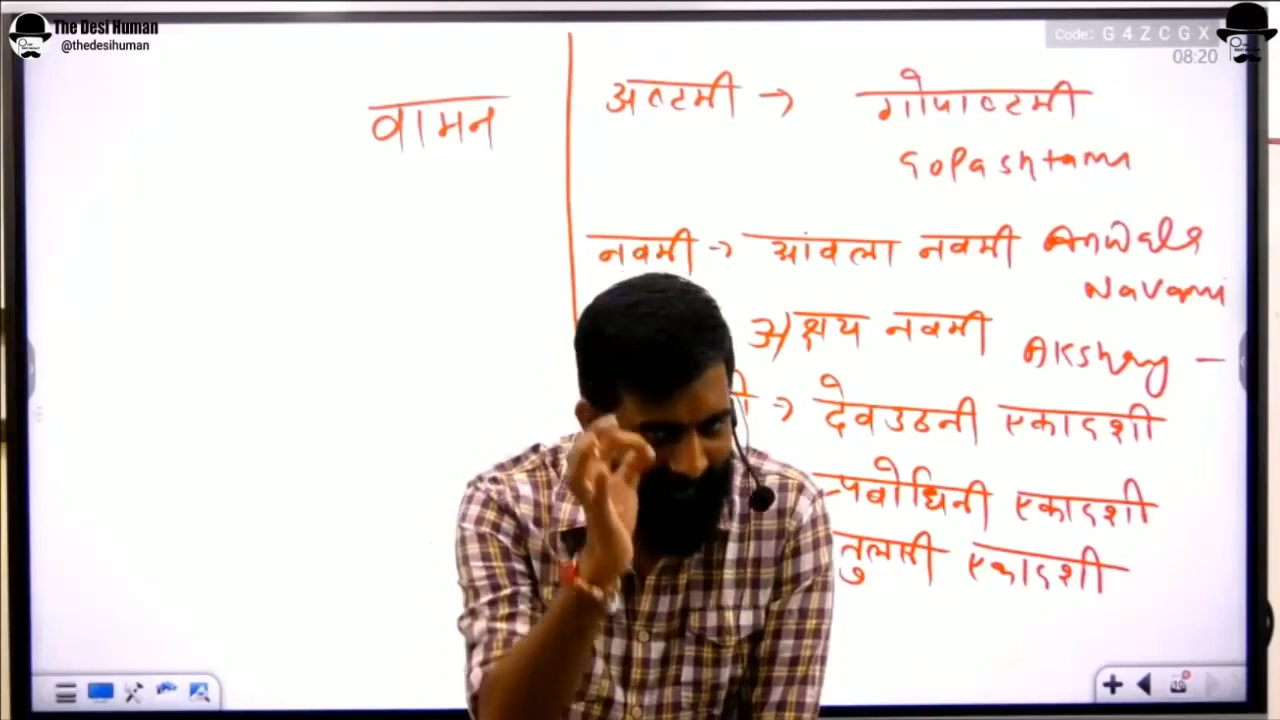 The Desi Human
@thedesihuman
Code: G 4 Z C G X
08:20
वामन
अष्टमी → गोपाष्टमी
Gopashtami
नवमी → आंवला नवमी Anwala
Navami
अक्षय नवमी Akshay —
→ देवउठनी एकादशी
प्रबोधिनी एकादशी
तुलसी एकादशी